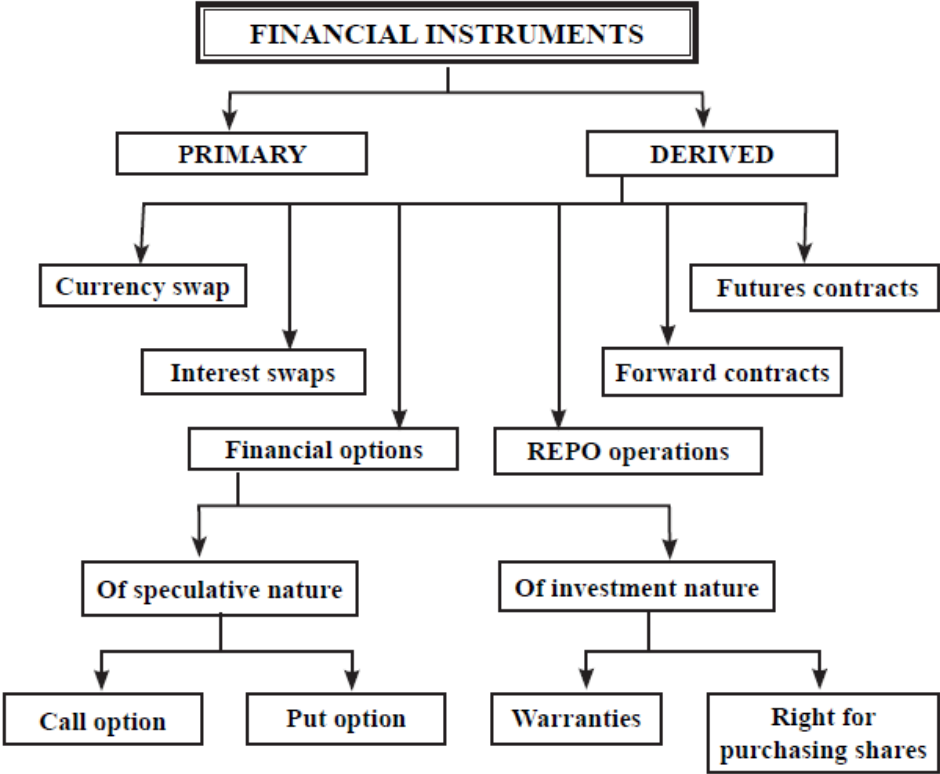 FINANCIAL INSTRUMENTS
PRIMARY
DERIVED
Currency swap
Futures contracts
Interest swaps
Forward contracts
Financial options
REPO operations
Of speculative nature
Of investment nature
Call option
Put option
Warranties
Right for
purchasing shares